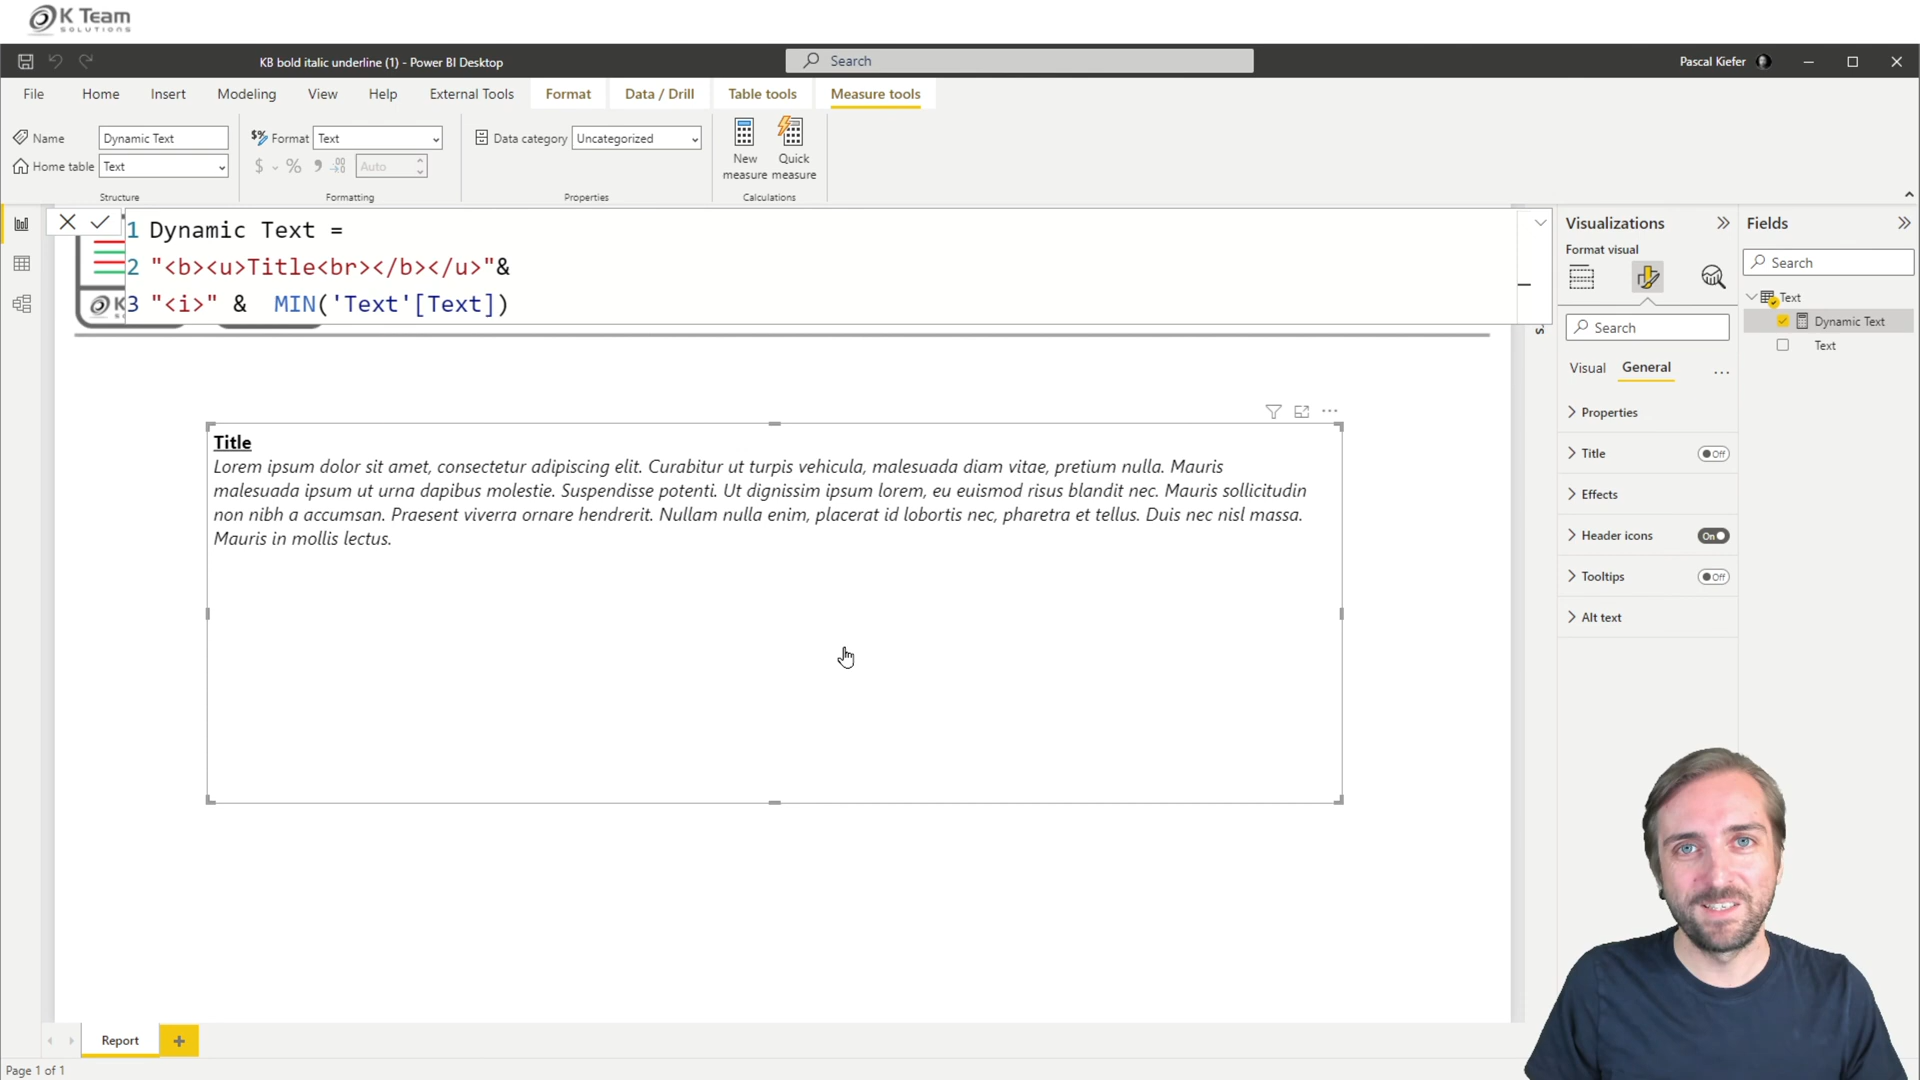 K Team
SOLUTIONS
KB bold italic underline (1) - Power BI Desktop
Search
Pascal Kiefer
File Home Insert Modeling View Help External Tools Format Data / Drill Table tools Measure tools
Name Dynamic Text
Format Text
Data category Uncategorized
Home table Text
$ % Auto
New measure
Quick measure
Structure
Formatting
Properties
Calculations
1 Dynamic Text =
2 "<b><u>Title<br></b></u>"&
3 "<i>" & MIN('Text'[Text])
K
Title
Lorem ipsum dolor sit amet, consectetur adipiscing elit. Curabitur ut turpis vehicula, malesuada diam vitae, pretium nulla. Mauris
malesuada ipsum ut urna dapibus molestie. Suspendisse potenti. Ut dignissim ipsum lorem, eu euismod risus blandit nec. Mauris sollicitudin
non nibh a accumsan. Praesent viverra ornare hendrerit. Nullam nulla enim, placerat id lobortis nec, pharetra et tellus. Duis nec nisl massa.
Mauris in mollis lectus.
Visualizations
Format visual
Search
Visual General ...
Properties
Title Off
Effects
Header icons On
Tooltips Off
Alt text
Fields
Search
Text
Dynamic Text
Text
Report
Page 1 of 1